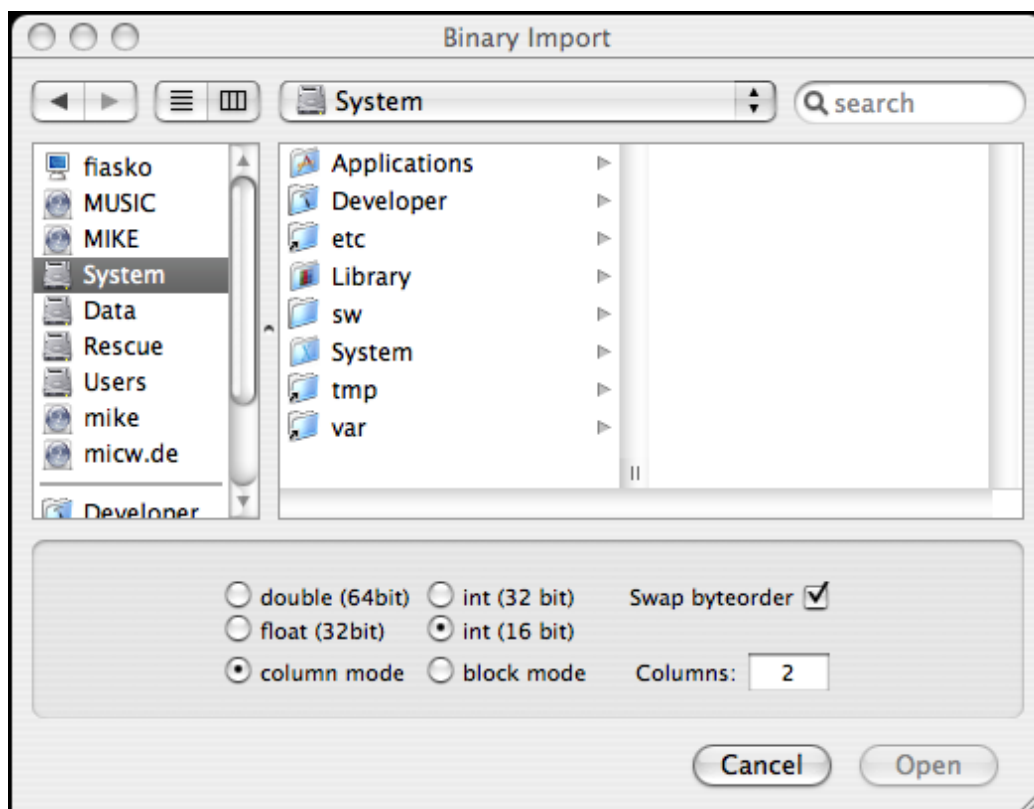 Binary Import
System
search
fiasko
MUSIC
MIKE
System
Data
Rescue
Users
mike
micw.de
Developer
Applications
Developer
etc
Library
sw
System
tmp
var
double (64bit) int (32 bit) Swap byteorder
float (32bit) int (16 bit)
column mode block mode Columns: 2
Cancel Open